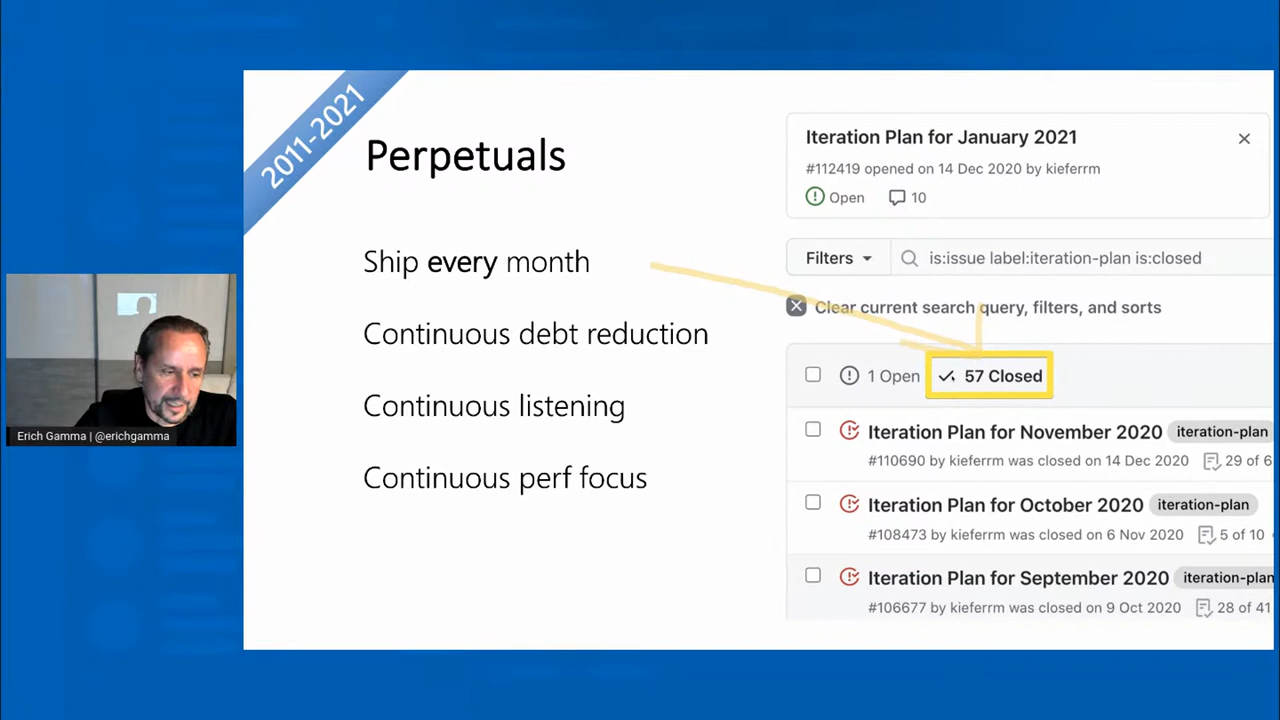 2011-2021
Perpetuals
Ship every month
Continuous debt reduction
Continuous listening
Continuous perf focus
Iteration Plan for January 2021
#112419 opened on 14 Dec 2020 by kieferrm
Open 10
Filters is:issue label:iteration-plan is:closed
Clear current search query, filters, and sorts
1 Open 57 Closed
Iteration Plan for November 2020 iteration-plan
#110690 by kieferrm was closed on 14 Dec 2020 29 of 6
Iteration Plan for October 2020 iteration-plan
#108473 by kieferrm was closed on 6 Nov 2020 5 of 10
Iteration Plan for September 2020 iteration-plan
#106677 by kieferrm was closed on 9 Oct 2020 28 of 41
Erich Gamma | @erichgamma